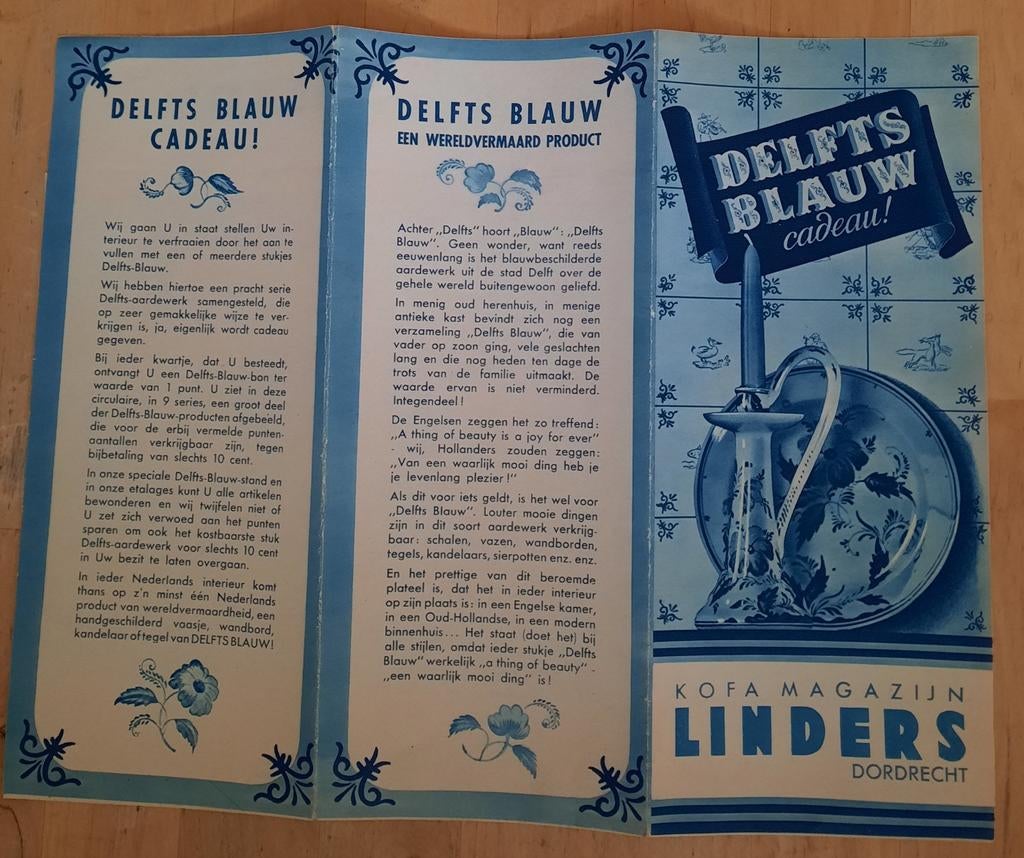 DELFTS BLAUW
CADEAU!
Wij gaan U in staat stellen Uw in-
terieur te verfraaien door het aan te
vullen met een of meerdere stukjes
Delfts-Blauw.
Wij hebben hiertoe een pracht serie
Delfts-aardewerk samengesteld, die
op zeer gemakkelijke wijze te ver-
krijgen is, ja, eigenlijk wordt cadeau
gegeven.
Bij ieder kwartje, dat U besteedt,
ontvangt U een Delfts-Blauw-bon ter
waarde van 1 punt. U ziet in deze
circulaire, in 9 series, een groot deel
der Delfts-Blauw-producten afgebeeld,
die voor de erbij vermelde punten-
aantallen verkrijgbaar zijn, tegen
bijbetaling van slechts 10 cent.
In onze speciale Delfts-Blauw-stand en
in onze etalages kunt U alle artikelen
bewonderen en wij twijfelen niet of
U zet zich verwoed aan het punten
sparen om ook het kostbaarste stuk
Delfts-aardewerk voor slechts 10 cent
in Uw bezit te laten overgaan.
In ieder Nederlands interieur komt
thans op z'n minst één Nederlands
product van wereldvermaardheid, een
handgeschilderd vaasje, wandbord,
kandelaar of tegel van DELFTS BLAUW!
DELFTS BLAUW
EEN WERELDVERMAARD PRODUCT
Achter „Delfts" hoort „Blauw": „Delfts
Blauw". Geen wonder, want reeds
eeuwenlang is het blauwbeschilderde
aardewerk uit de stad Delft over de
gehele wereld buitengewoon geliefd.
In menig oud herenhuis, in menige
antieke kast bevindt zich nog een
verzameling „Delfts Blauw", die van
vader op zoon ging, vele geslachten
lang en die nog heden ten dage de
trots van de familie uitmaakt. De
waarde ervan is niet verminderd.
Integendeel!
De Engelsen zeggen het zo treffend:
„A thing of beauty is a joy for ever"
- wij, Hollanders zouden zeggen:
„Van een waarlijk mooi ding heb je
je levenlang plezier!"
Als dit voor iets geldt, is het wel voor
„Delfts Blauw". Louter mooie dingen
zijn in dit soort aardewerk verkrijg-
baar: schalen, vazen, wandborden,
tegels, kandelaars, sierpotten enz. enz.
En het prettige van dit beroemde
plateel is, dat het in ieder interieur
op zijn plaats is: in een Engelse kamer,
in een Oud-Hollandse, in een modern
binnenhuis... Het staat (doet het) bij
alle stijlen, omdat ieder stukje „Delfts
Blauw" werkelijk „a thing of beauty" -
„een waarlijk mooi ding" is!
DELFTS
BLAUW
cadeau!
KOFA MAGAZIJN
LINDERS
DORDRECHT